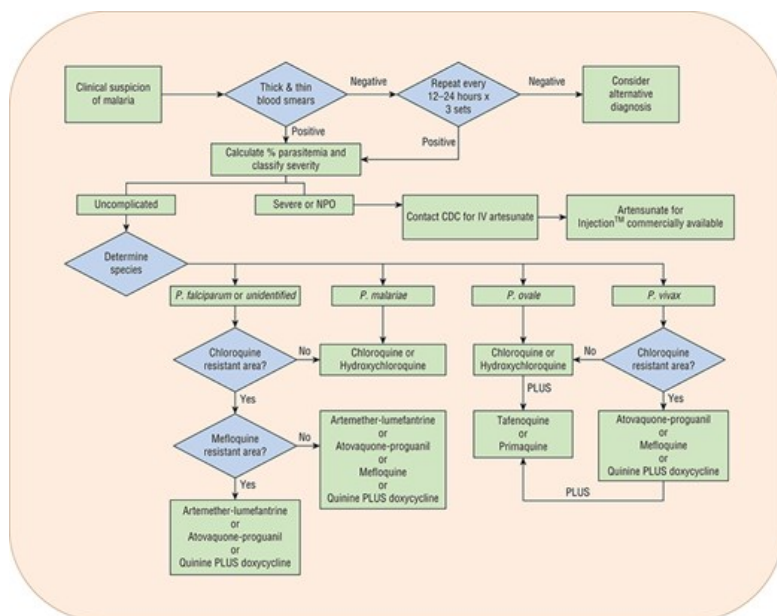 Clinical suspicion
of malaria
Thick & thin
blood smears
Negative
Repeat every
12–24 hours x
3 sets
Negative
Consider
alternative
diagnosis
Positive
Positive
Calculate % parasitemia and
classify severity
Uncomplicated
Severe or NPO
Contact CDC for IV artesunate
Artensunate for
Injection™ commercially available
Determine
species
P. falciparum or unidentified
P. malariae
P. ovale
P. vivax
Chloroquine
resistant area?
No
Chloroquine or
Hydroxychloroquine
Chloroquine or
Hydroxychloroquine
No
Chloroquine
resistant area?
Yes
PLUS
Yes
Mefloquine
resistant area?
No
Artemether-lumefantrine
or
Atovaquone-proguanil
or
Mefloquine
or
Quinine PLUS doxycycline
Tafenoquine
or
Primaquine
Atovaquone-proguanil
or
Mefloquine
or
Quinine PLUS doxycycline
Yes
PLUS
Artemether-lumefantrine
or
Atovaquone-proguanil
or
Quinine PLUS doxycycline